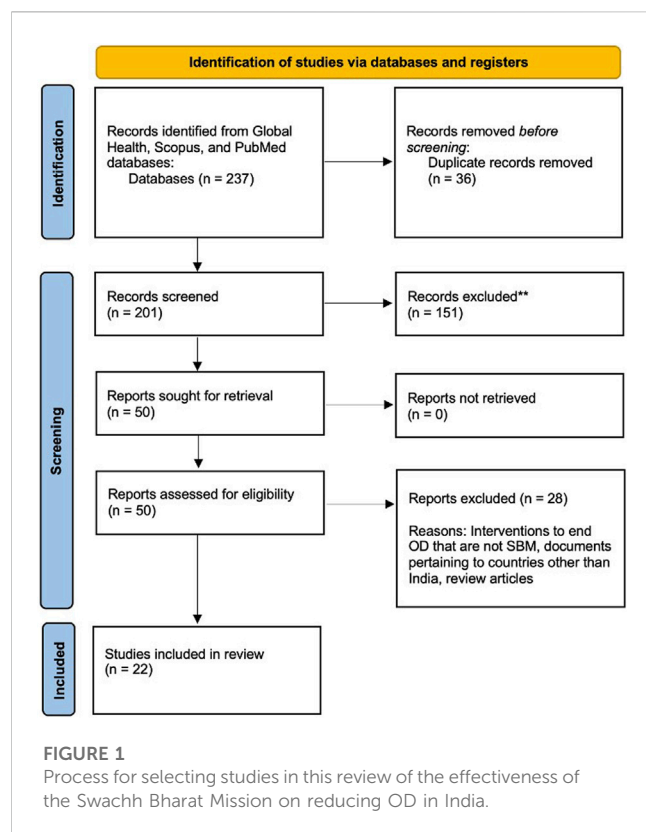 Identification of studies via databases and registers
Identification
Records identified from Global
Health, Scopus, and PubMed
databases:
Databases (n = 237)
Records removed before
screening:
Duplicate records removed
(n = 36)
Screening
Records screened
(n = 201)
Records excluded**
(n = 151)
Reports sought for retrieval
(n = 50)
Reports not retrieved
(n = 0)
Reports assessed for eligibility
(n = 50)
Reports excluded (n = 28)
Reasons: Interventions to end
OD that are not SBM, documents
pertaining to countries other than
India, review articles
Included
Studies included in review
(n = 22)
FIGURE 1
Process for selecting studies in this review of the effectiveness of
the Swachh Bharat Mission on reducing OD in India.